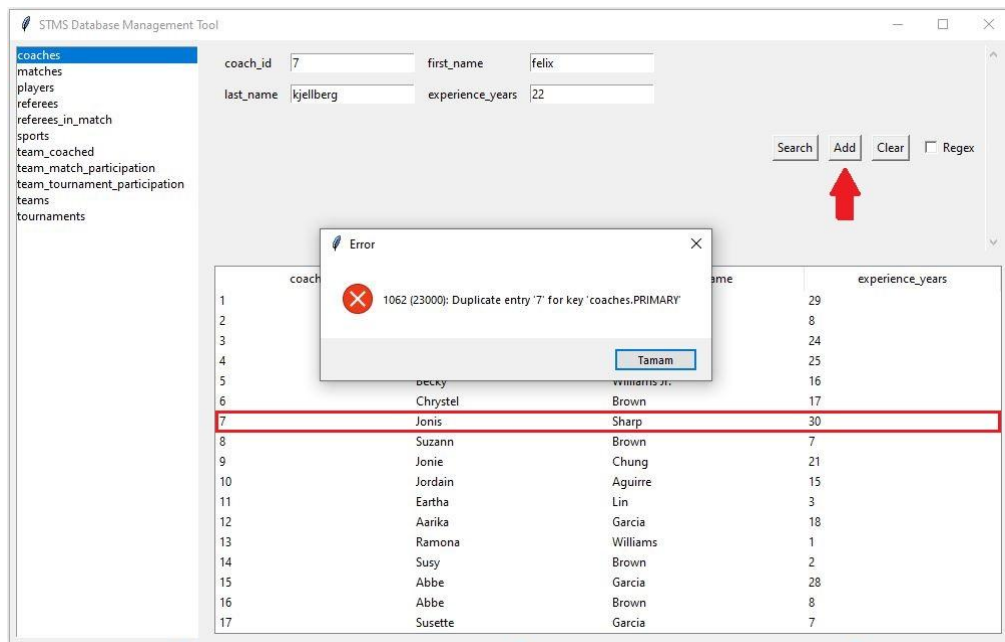 STMS Database Management Tool
coaches
matches
players
referees
referees_in_match
sports
team_coached
team_match_participation
team_tournament_participation
teams
tournaments
coach_id 7 first_name felix
last_name kjellberg experience_years 22
Search Add Clear Regex
Error
1062 (23000): Duplicate entry '7' for key 'coaches.PRIMARY'
Tamam
coach ame experience_years
1 29
2 8
3 24
4 25
5 Becky Williams Jr. 16
6 Chrystel Brown 17
7 Jonis Sharp 30
8 Suzann Brown 7
9 Jonie Chung 21
10 Jordain Aguirre 15
11 Eartha Lin 3
12 Aarika Garcia 18
13 Ramona Williams 1
14 Susy Brown 2
15 Abbe Garcia 28
16 Abbe Brown 8
17 Susette Garcia 7